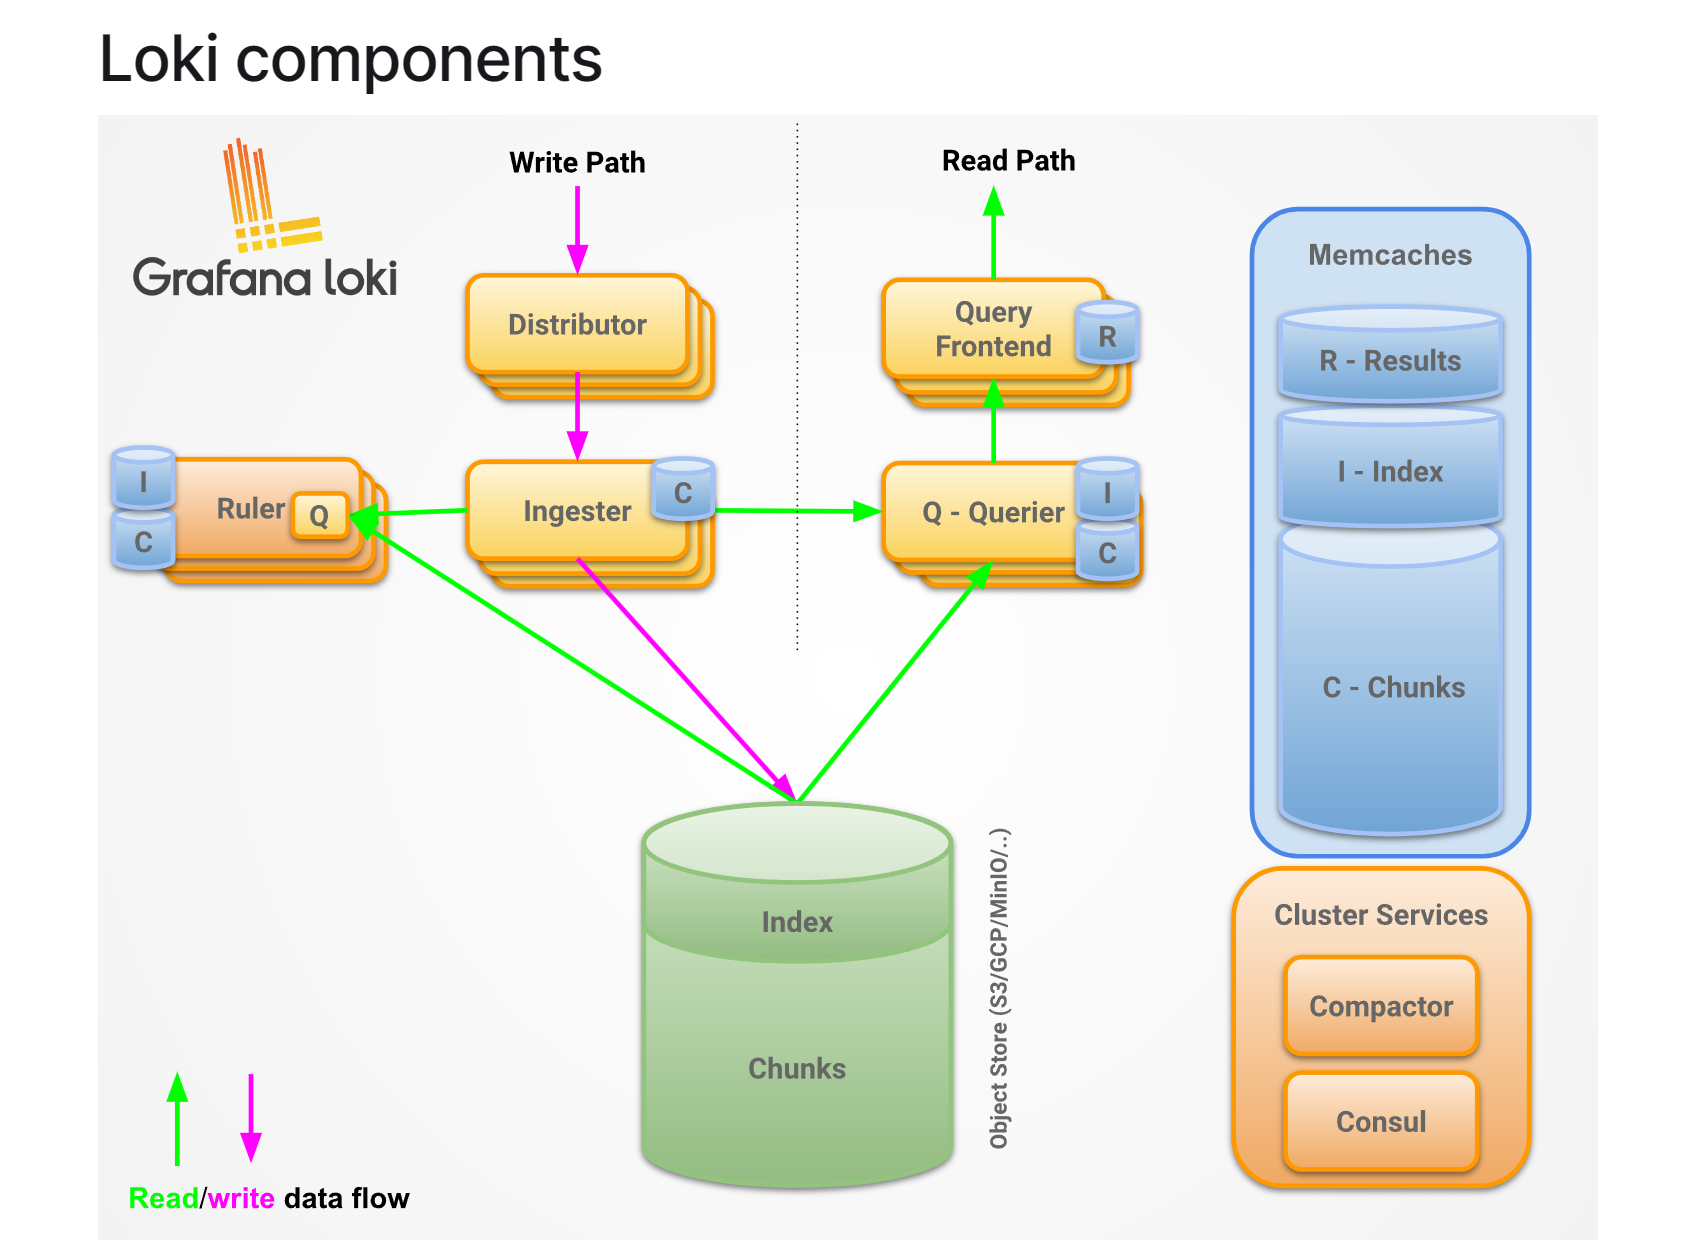 Loki components
Grafana loki
Write Path
Read Path
Distributor
Query
Frontend
R
I
C
Ruler
Q
Ingester
C
Q - Querier
I
C
Memcaches
R - Results
I - Index
C - Chunks
Index
Chunks
Object Store (S3/GCP/MinIO/..)
Cluster Services
Compactor
Consul
Read/write data flow